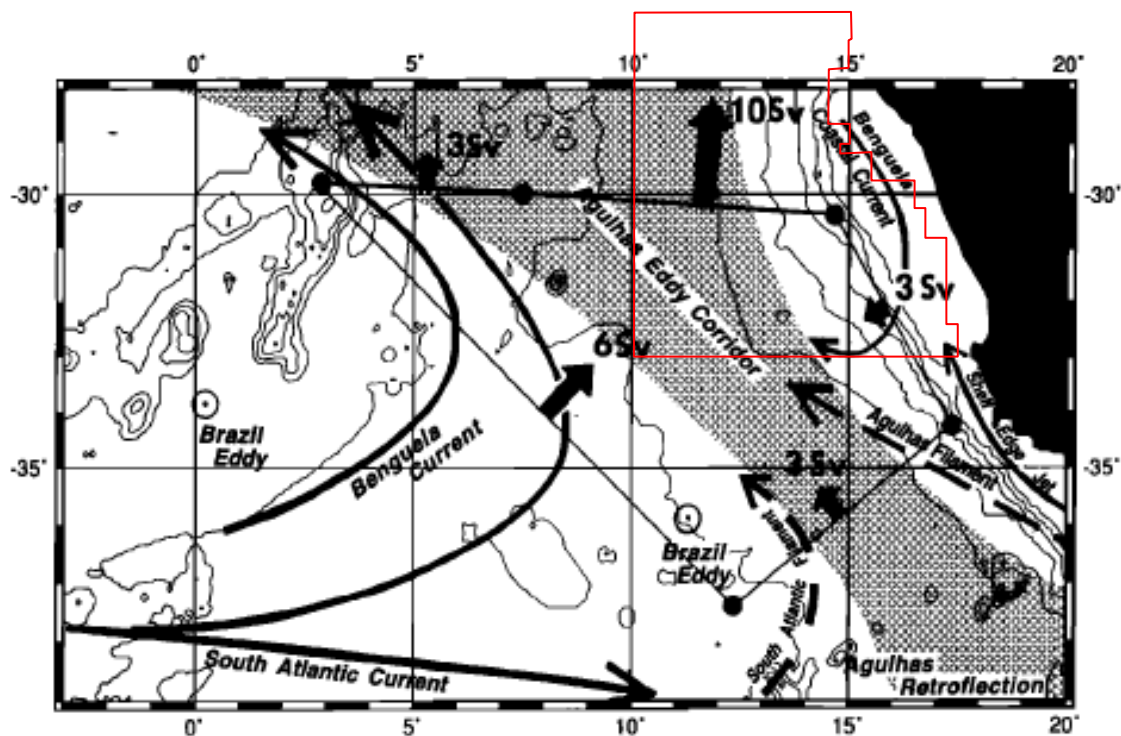 0° 5° 10° 15° 20°
10Sv
3Sv
Benguela
Coastal Current
-30° -30°
Agulhas Eddy Corridor
3 Sv
6Sv
Shelf
Edge
Jet
Brazil
Eddy
Benguela
Current
Agulhas
Filament
-35° -35°
3 Sv
Brazil
Eddy
South Atlantic
Filament
South Atlantic Current
Agulhas
Retroflection
0° 5° 10° 15° 20°